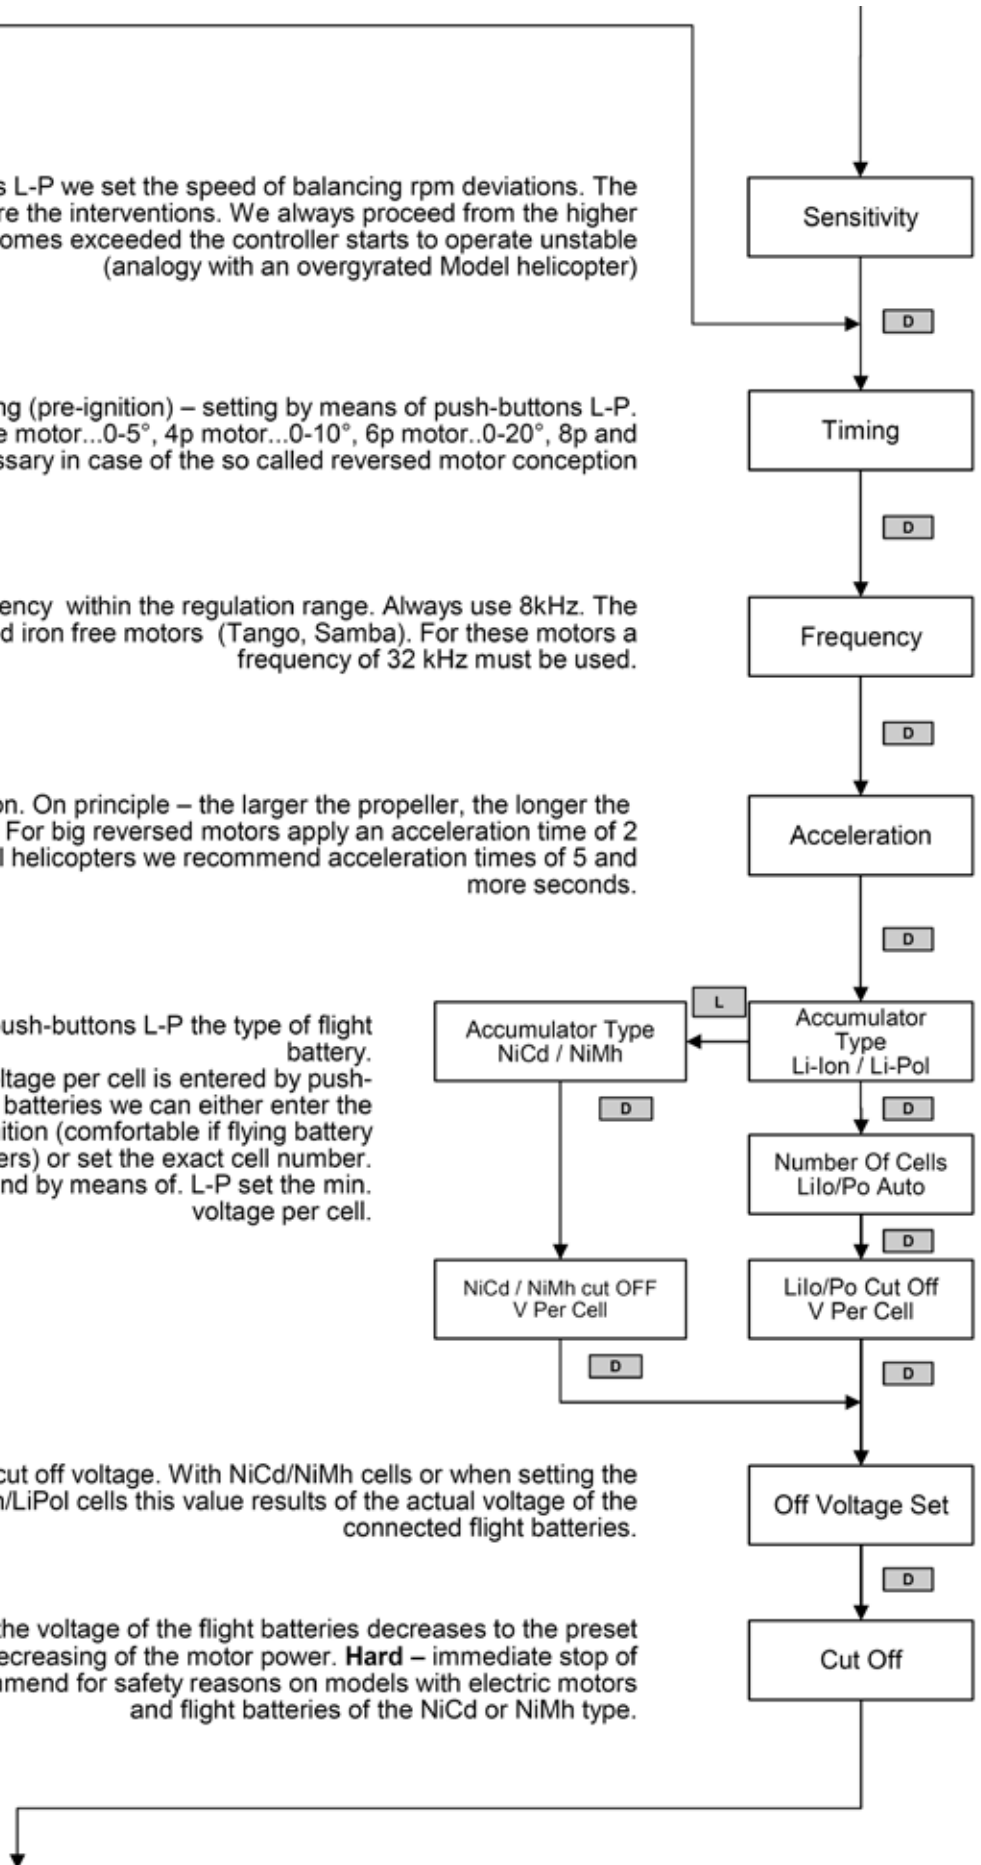 s L-P we set the speed of balancing rpm deviations. The
re the interventions. We always proceed from the higher
omes exceeded the controller starts to operate unstable
(analogy with an overgyrated Model helicopter)
Sensitivity
D
ng (pre-ignition) – setting by means of push-buttons L-P.
e motor...0-5°, 4p motor...0-10°, 6p motor..0-20°, 8p and
ssary in case of the so called reversed motor conception
Timing
D
ency within the regulation range. Always use 8kHz. The
d iron free motors (Tango, Samba). For these motors a
frequency of 32 kHz must be used.
Frequency
D
on. On principle – the larger the propeller, the longer the
For big reversed motors apply an acceleration time of 2
l helicopters we recommend acceleration times of 5 and
more seconds.
Acceleration
D
push-buttons L-P the type of flight
battery.
ltage per cell is entered by push-
batteries we can either enter the
nition (comfortable if flying battery
ers) or set the exact cell number.
nd by means of. L-P set the min.
voltage per cell.
Accumulator Type
NiCd / NiMh
L
Accumulator
Type
Li-Ion / Li-Pol
D
D
Number Of Cells
LiIo/Po Auto
D
NiCd / NiMh cut OFF
V Per Cell
LiIo/Po Cut Off
V Per Cell
D
D
cut off voltage. With NiCd/NiMh cells or when setting the
n/LiPol cells this value results of the actual voltage of the
connected flight batteries.
Off Voltage Set
D
the voltage of the flight batteries decreases to the preset
ecreasing of the motor power. Hard – immediate stop of
mmend for safety reasons on models with electric motors
and flight batteries of the NiCd or NiMh type.
Cut Off